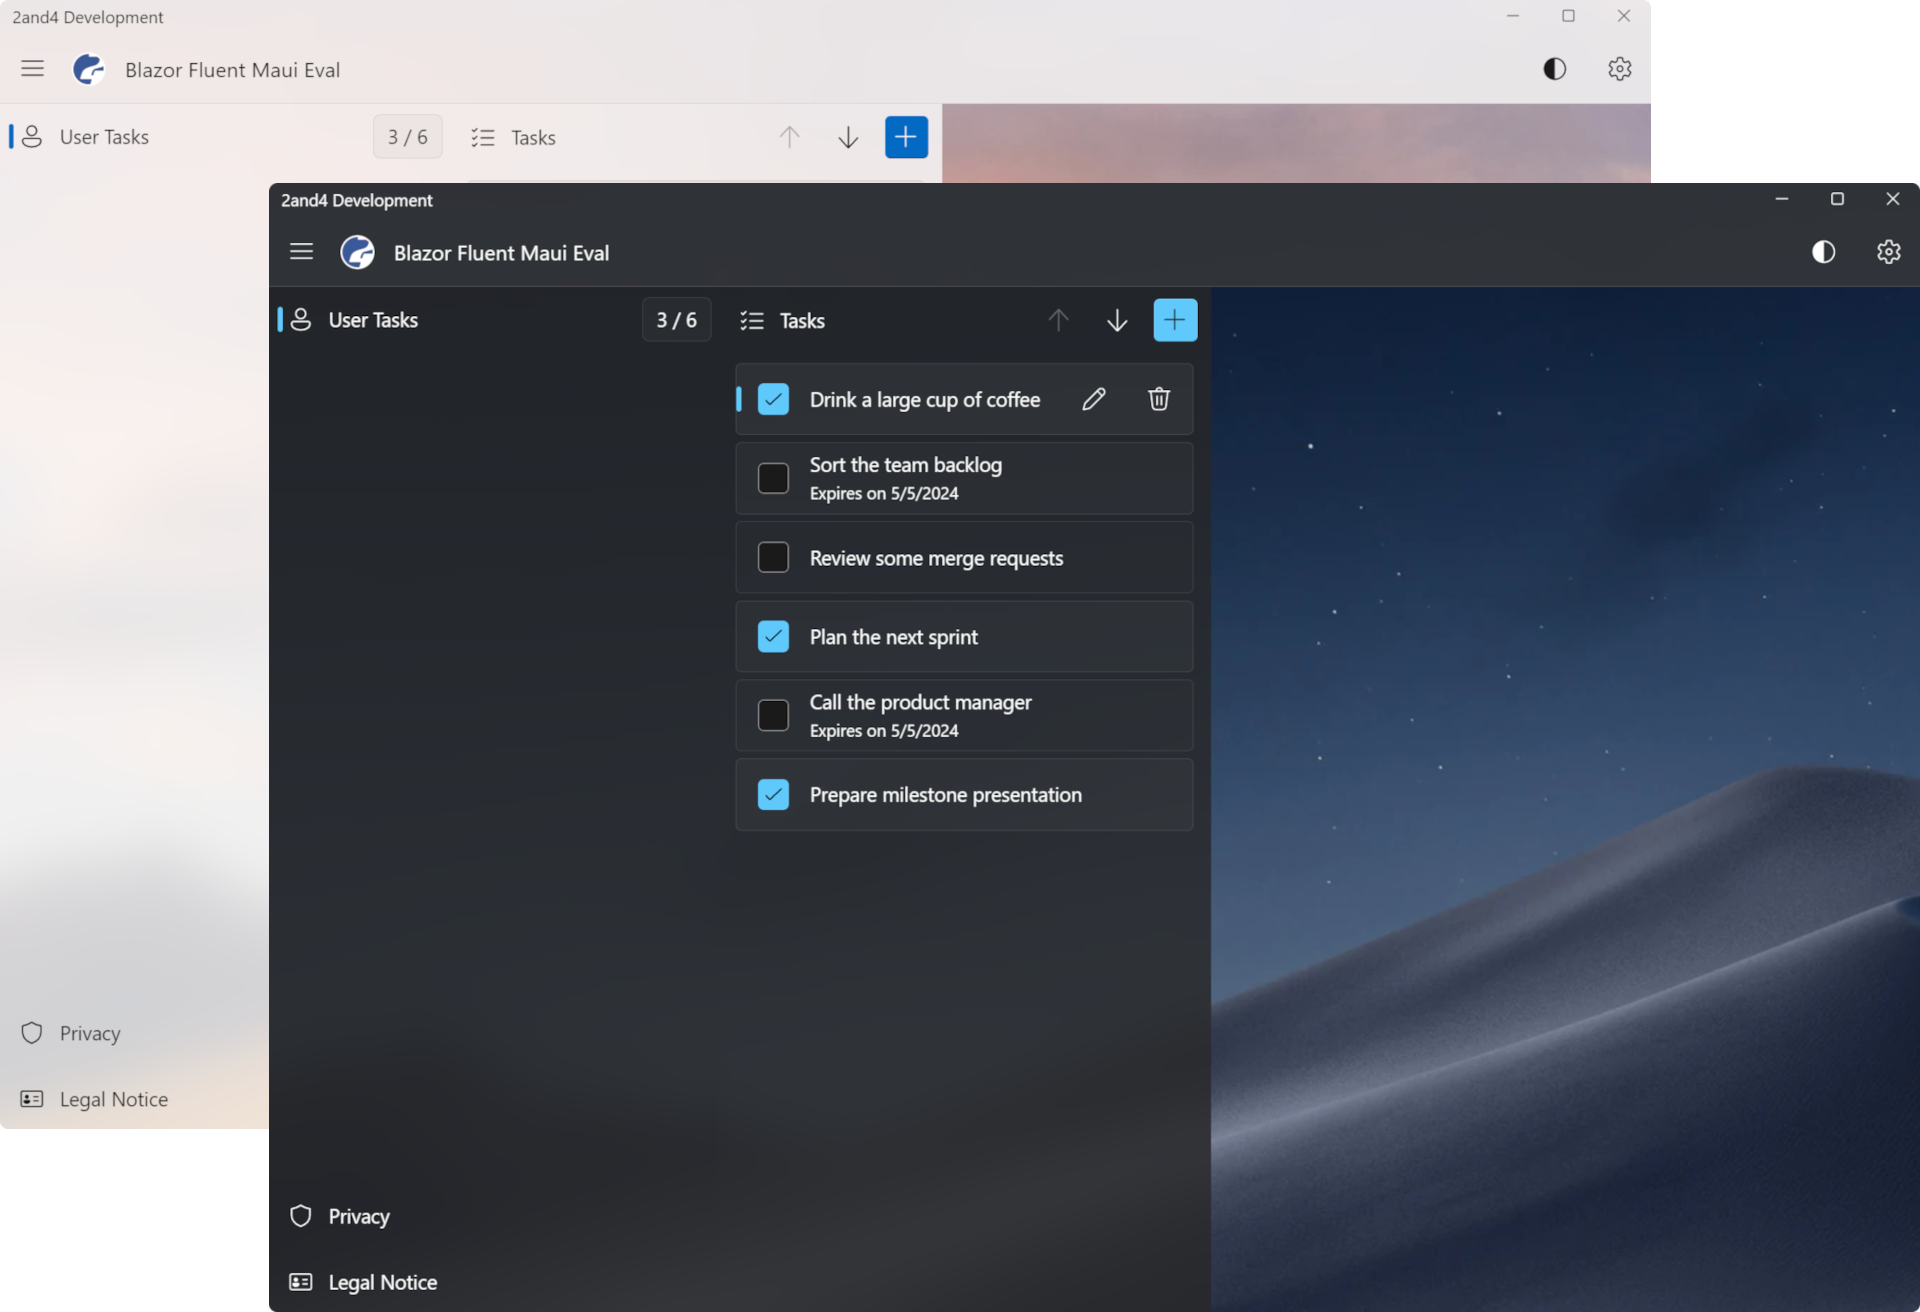 2and4 Development
Blazor Fluent Maui Eval
User Tasks
3 / 6
Tasks
Privacy
Legal Notice
2and4 Development
Blazor Fluent Maui Eval
User Tasks
3 / 6
Tasks
Drink a large cup of coffee
Sort the team backlog
Expires on 5/5/2024
Review some merge requests
Plan the next sprint
Call the product manager
Expires on 5/5/2024
Prepare milestone presentation
Privacy
Legal Notice